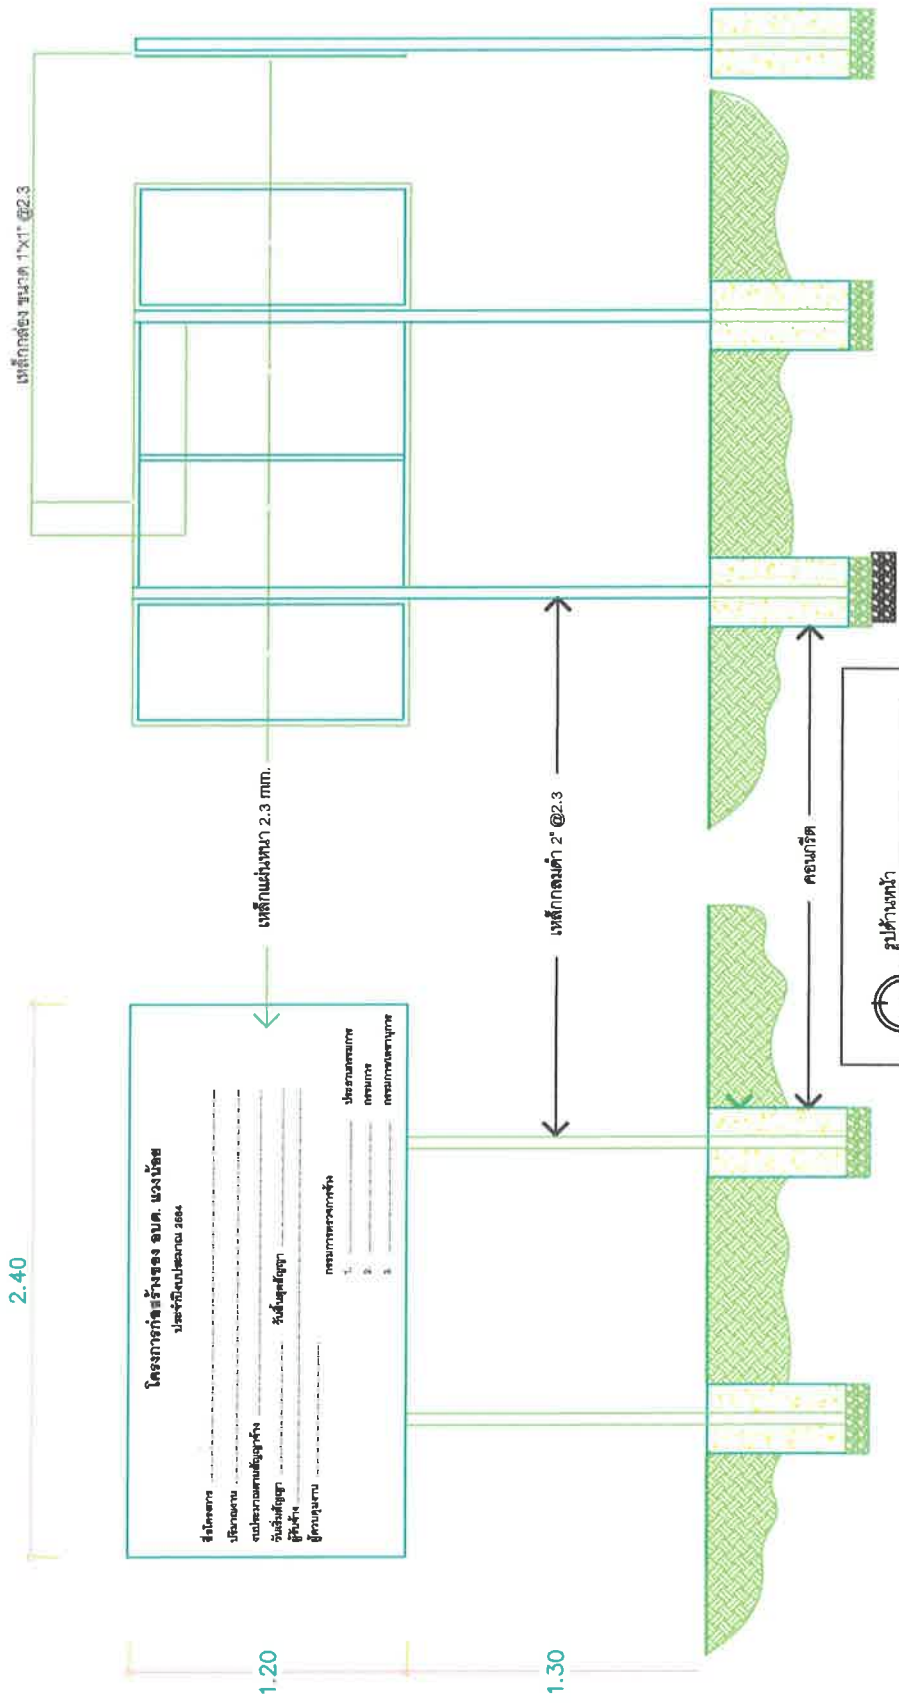 2.40
1.20
1.30
โครงการก่อสร้างของ อบต. แวงน้อย
ประจำปีงบประมาณ 2564
ชื่อโครงการ
ปริมาณงาน
งบประมาณตามสัญญาจ้าง
วันเริ่มสัญญา วันสิ้นสุดสัญญา
ผู้รับจ้าง
ผู้ควบคุมงาน
กรรมการตรวจการจ้าง
1. ประธานกรรมการ
2. กรรมการ
3. กรรมการ/เลขานุการ
เหล็กกล่อง ขนาด 1"x1" @2.3
เหล็กแผ่นหนา 2.3 mm.
เหล็กกลมดำ 2" @2.3
คอนกรีต
รูปด้านหน้า